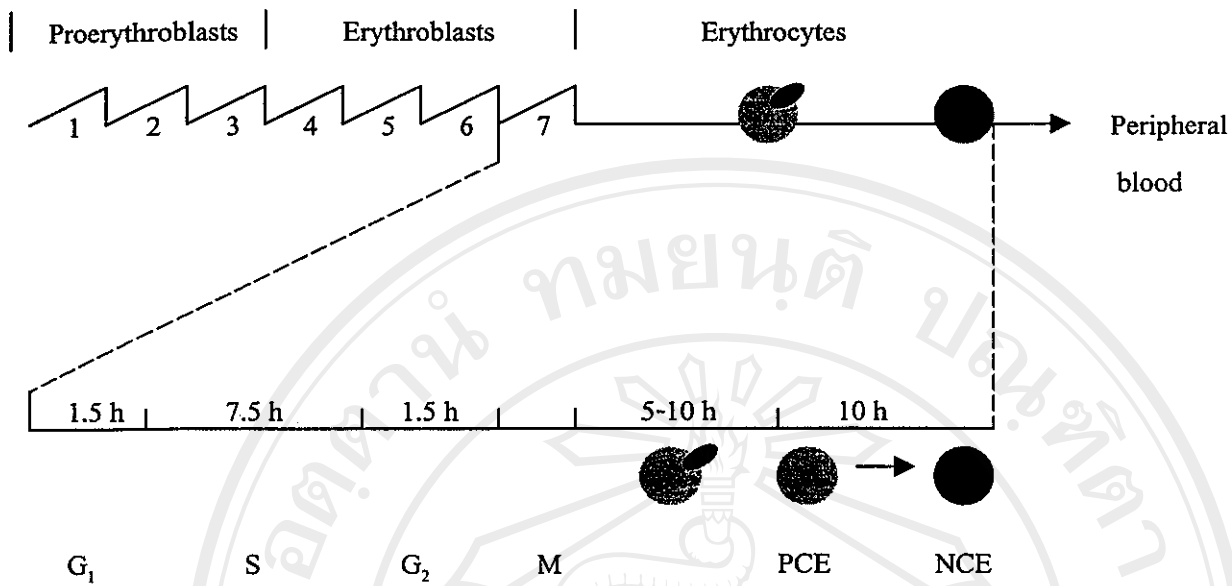 Proerythroblasts Erythroblasts Erythrocytes
1 2 3 4 5 6 7
Peripheral
blood
1.5 h 7.5 h 1.5 h 5-10 h 10 h
G₁ S G₂ M PCE NCE